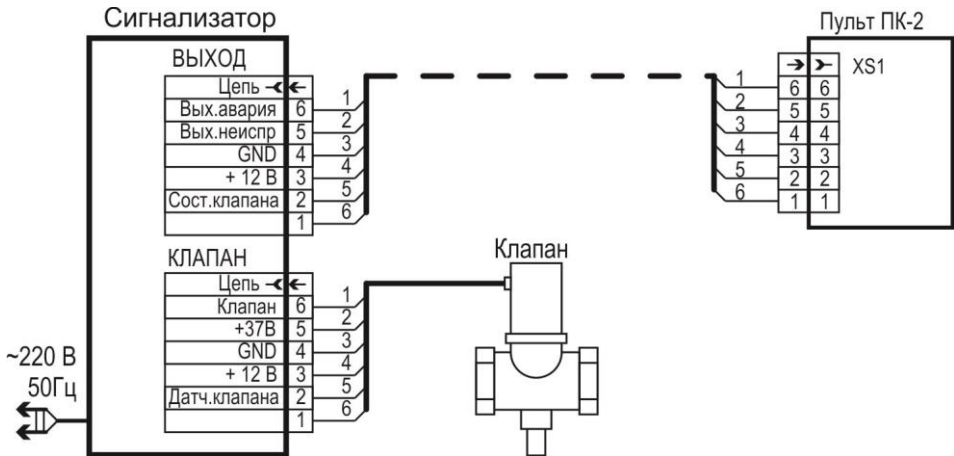 Сигнализатор
ВЫХОД
Цепь
Вых.авария 6 1
Вых.неиспр 5 2
GND 4 3
+ 12 В 3 4
Сост.клапана 2 5
1 6
КЛАПАН
Цепь
Клапан 6 1
+37В 5 2
GND 4 3
+ 12 В 3 4
Датч.клапана 2 5
1 6
~220 В
50Гц
Клапан
Пульт ПК-2
XS1
1 6 6
2 5 5
3 4 4
4 3 3
5 2 2
6 1 1